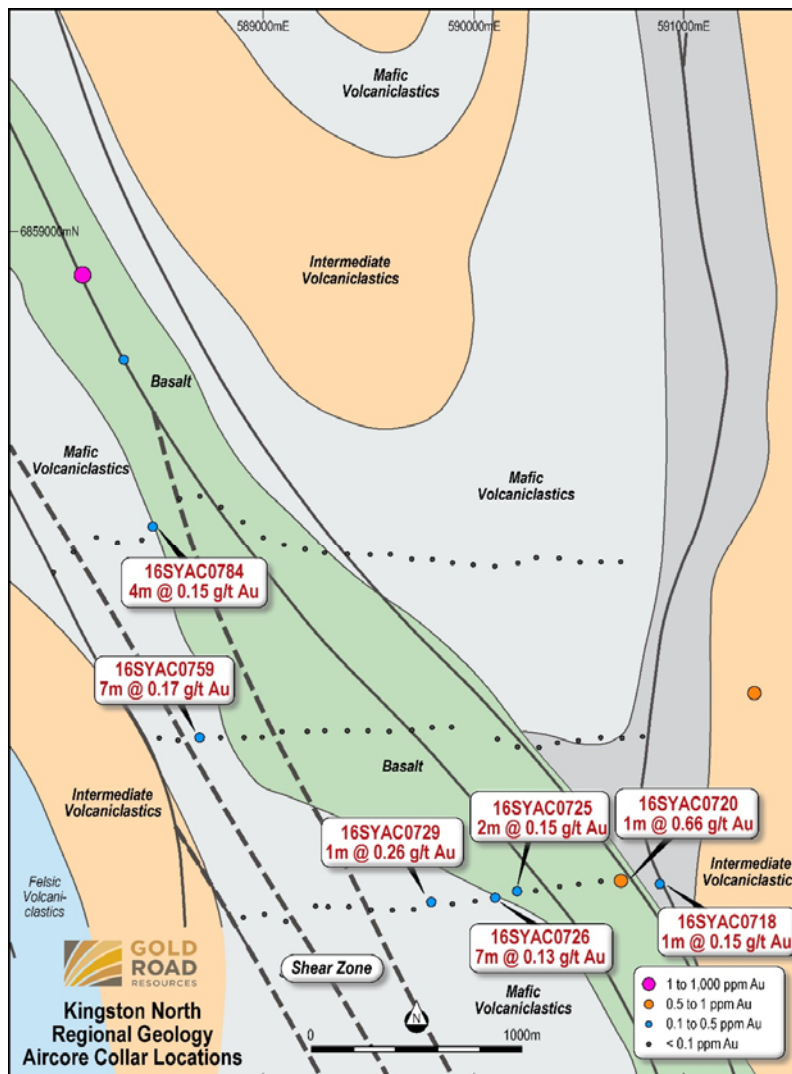 589000mE
590000mE
591000mE
Mafic
Volcaniclastics
6859000mN
Intermediate
Volcaniclastics
Basalt
Mafic
Volcaniclastics
Mafic
Volcaniclastics
16SYAC0784
4m @ 0.15 g/t Au
16SYAC0759
7m @ 0.17 g/t Au
Basalt
Intermediate
Volcaniclastics
16SYAC0729
1m @ 0.26 g/t Au
16SYAC0725
2m @ 0.15 g/t Au
16SYAC0720
1m @ 0.66 g/t Au
Intermediate
Volcaniclastic
Felsic
Volcani-
clastics
16SYAC0726
7m @ 0.13 g/t Au
16SYAC0718
1m @ 0.15 g/t Au
GOLD
ROAD
RESOURCES
Shear Zone
Mafic
Volcaniclastics
Kingston North
Regional Geology
Aircore Collar Locations
N
0
1000m
1 to 1,000 ppm Au
0.5 to 1 ppm Au
0.1 to 0.5 ppm Au
< 0.1 ppm Au